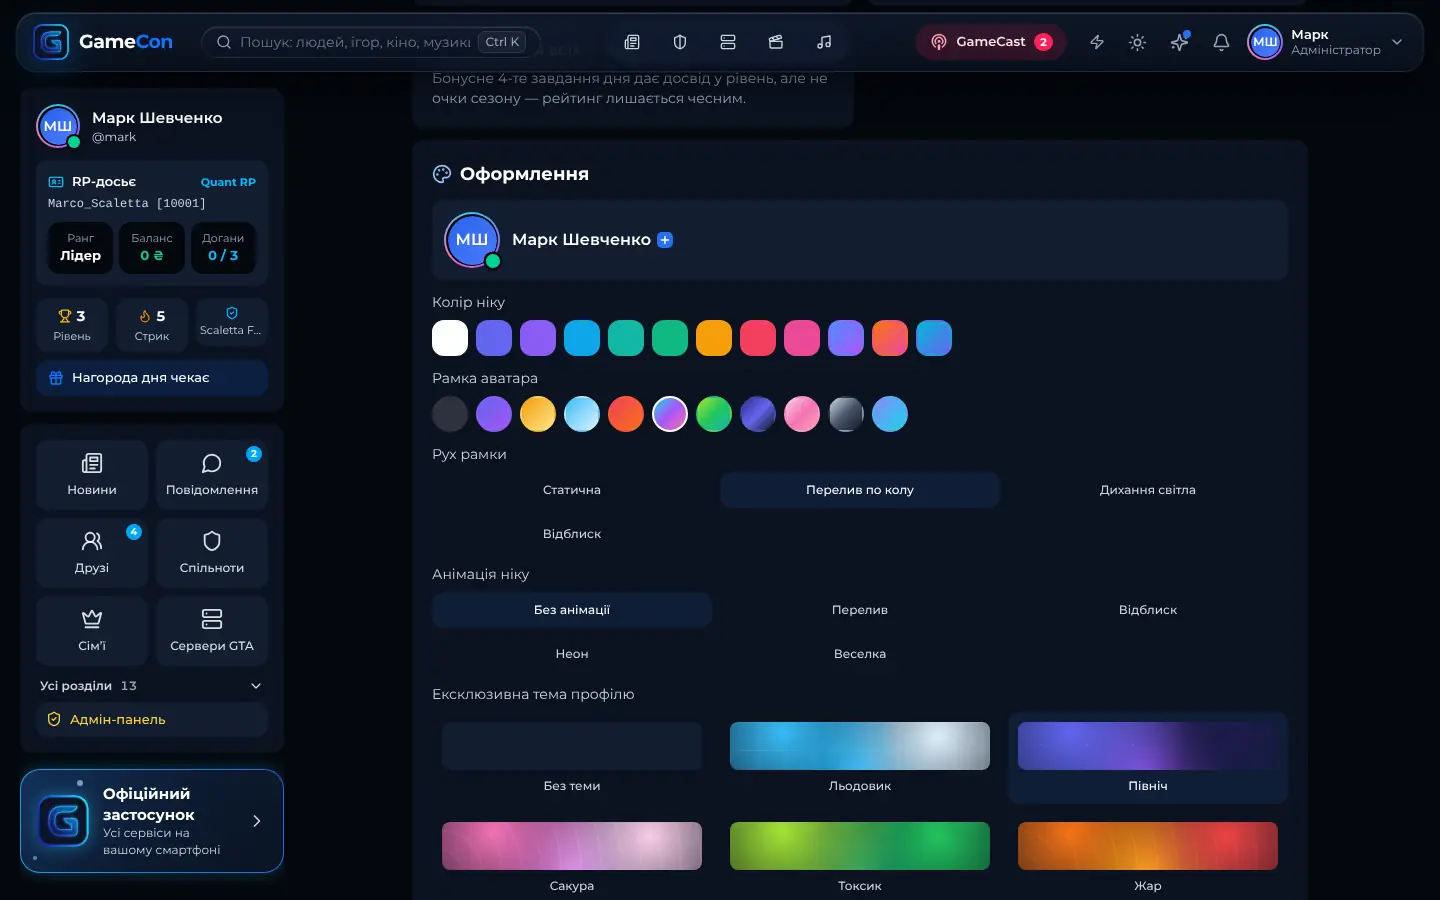 GameCon
Пошук: людей, ігор, кіно, музики
Ctrl K
GameCast 2
МШ
Марк
Адміністратор
МШ
Марк Шевченко
@mark
RP-досьє
Quant RP
Marco_Scaletta [10001]
Ранг
Лідер
Баланс
0 ₴
Догани
0 / 3
3
Рівень
5
Стрик
Scaletta F...
Нагорода дня чекає
Новини
2
Повідомлення
4
Друзі
Спільноти
Сім'ї
Сервери GTA
Усі розділи 13
Адмін-панель
Офіційний
застосунок
Усі сервіси на
вашому смартфоні
Бонусне 4-те завдання дня дає досвід у рівень, але не
очки сезону — рейтинг лишається чесним.
Оформлення
МШ
Марк Шевченко
Колір ніку
Рамка аватара
Рух рамки
Статична
Перелив по колу
Дихання світла
Відблиск
Анімація ніку
Без анімації
Перелив
Відблиск
Неон
Веселка
Ексклюзивна тема профілю
Без теми
Льодовик
Північ
Сакура
Токсик
Жар